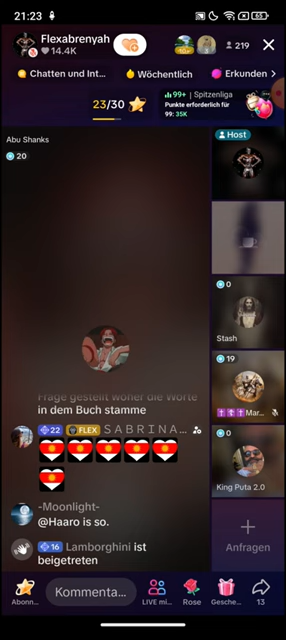 21:23
65
Flexabrenyah
14.4K
219
Chatten und Int...
Wöchentlich
Erkunden
23/30
99+ | Spitzenliga
Punkte erforderlich für
99: 35K
Abu Shanks
20
Host
0
Stash
19
Mar...
0
King Puta 2.0
Anfragen
Frage gestellt woher die Worte
in dem Buch stamme
22 FLEX S A B R I N A ...
-Moonlight-
@Haaro is so.
16 Lamborghini ist
beigetreten
Abonn...
Kommenta...
LIVE mi...
Rose
Gesche...
13